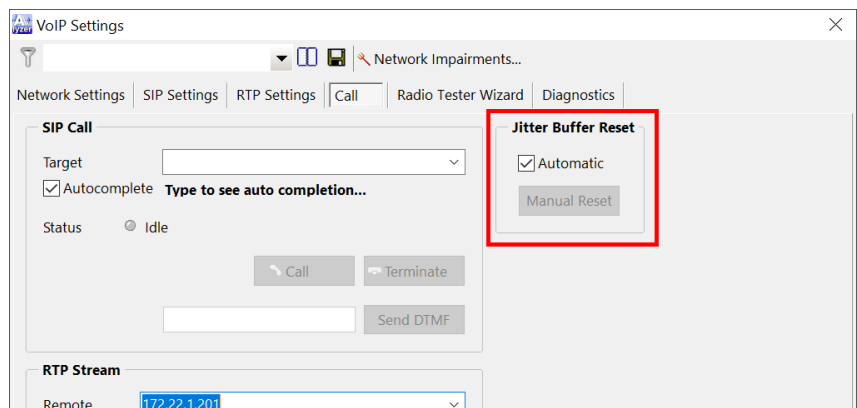 VoIP Settings
Network Impairments...
Network Settings SIP Settings RTP Settings Call Radio Tester Wizard Diagnostics
SIP Call
Target
Autocomplete Type to see auto completion...
Status Idle
Call Terminate
Send DTMF
Jitter Buffer Reset
Automatic
Manual Reset
RTP Stream
Remote 172.22.1.201